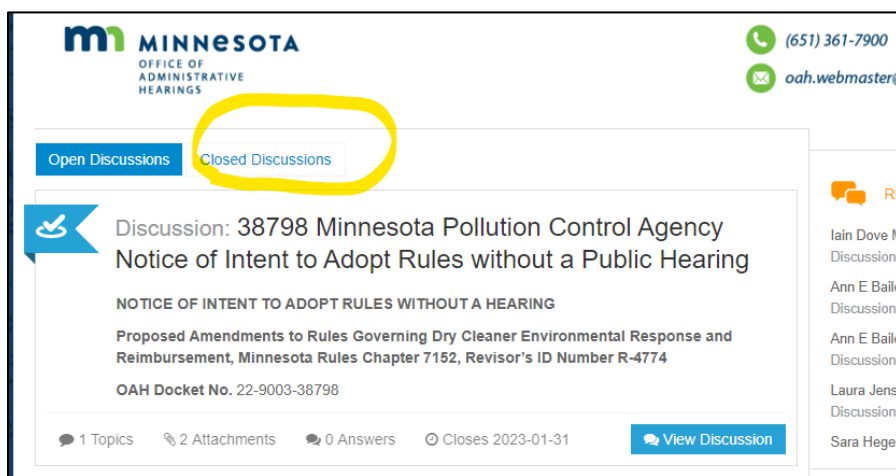 MINNESOTA
OFFICE OF
ADMINISTRATIVE
HEARINGS
(651) 361-7900
oah.webmaster@
Open Discussions
Closed Discussions
Discussion: 38798 Minnesota Pollution Control Agency
Notice of Intent to Adopt Rules without a Public Hearing
NOTICE OF INTENT TO ADOPT RULES WITHOUT A HEARING
Proposed Amendments to Rules Governing Dry Cleaner Environmental Response and
Reimbursement, Minnesota Rules Chapter 7152, Revisor's ID Number R-4774
OAH Docket No. 22-9003-38798
1 Topics
2 Attachments
0 Answers
Closes 2023-01-31
View Discussion
Iain Dove
Discussion
Ann E
Discussion
Ann E
Discussion
Laura
Discussion
Sara